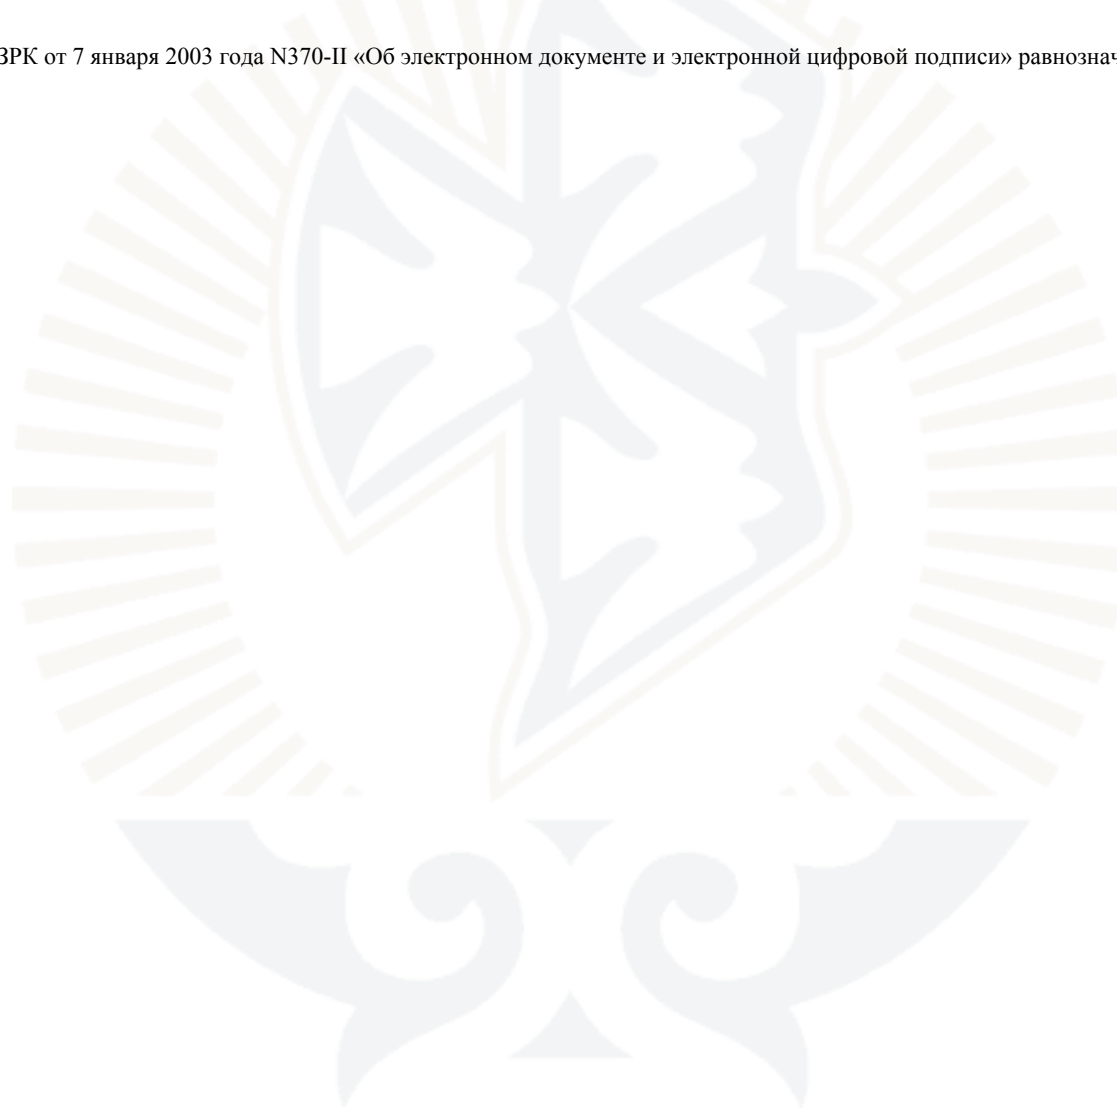 ЗРК от 7 января 2003 года N370-II «Об электронном документе и электронной цифровой подписи» равнознач